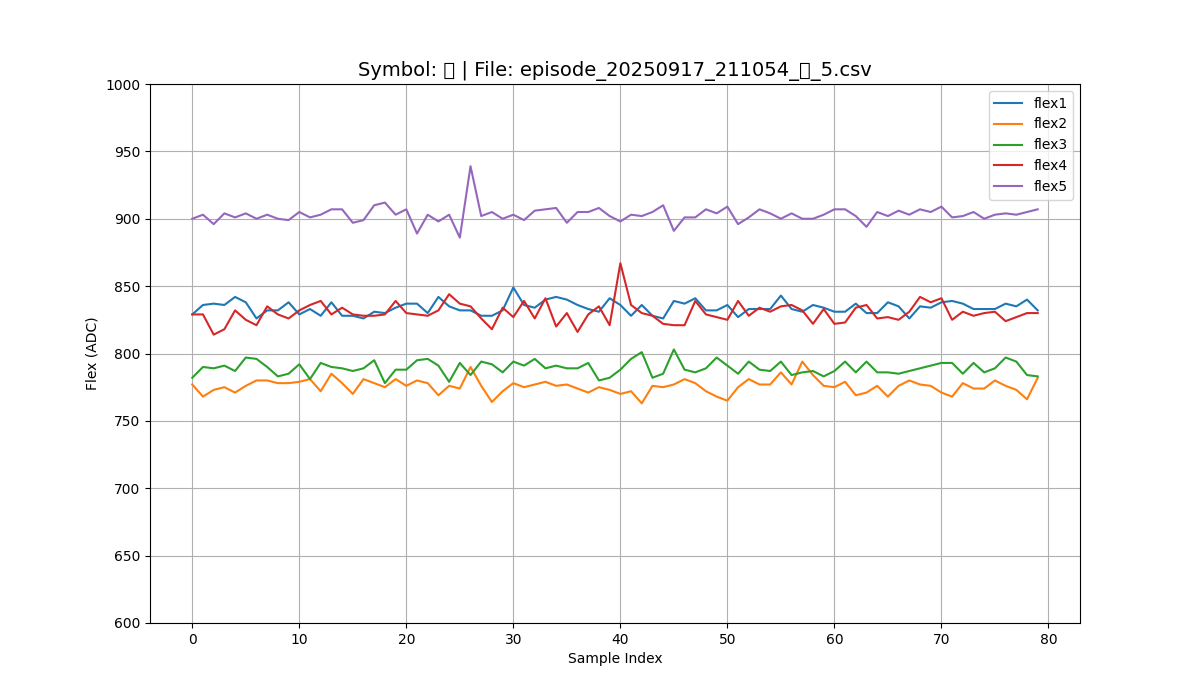 Symbol: ▯ | File: episode_20250917_211054_▯_5.csv
1000
950
900
850
800
750
700
650
600
Flex (ADC)
flex1
flex2
flex3
flex4
flex5
0 10 20 30 40 50 60 70 80
Sample Index